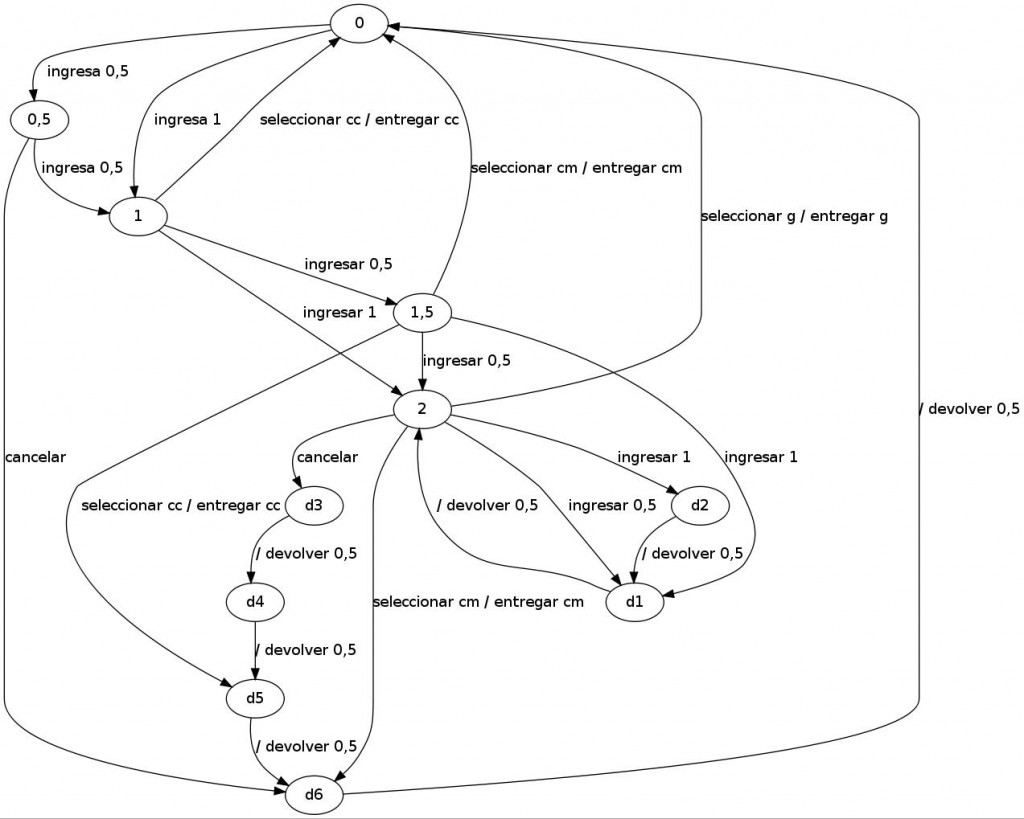 0
ingresa 0,5
0,5
ingresa 1
seleccionar cc / entregar cc
ingresa 0,5
seleccionar cm / entregar cm
1
seleccionar g / entregar g
ingresar 0,5
ingresar 1
1,5
ingresar 0,5
2
/ devolver 0,5
cancelar
cancelar
ingresar 1
ingresar 1
seleccionar cc / entregar cc
d3
/ devolver 0,5
ingresar 0,5
d2
/ devolver 0,5
/ devolver 0,5
d4
seleccionar cm / entregar cm
d1
/ devolver 0,5
d5
/ devolver 0,5
d6